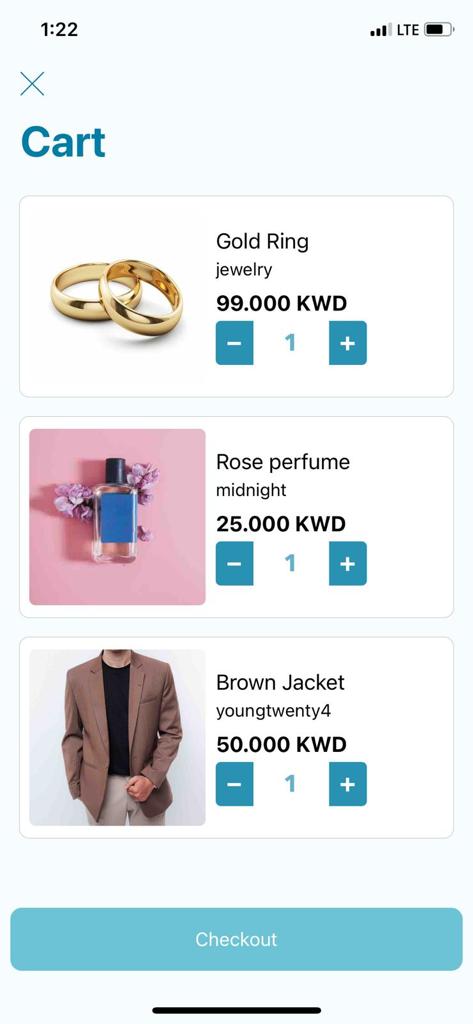 1:22
LTE
Cart
Gold Ring
jewelry
99.000 KWD
− 1 +
Rose perfume
midnight
25.000 KWD
− 1 +
Brown Jacket
youngtwenty4
50.000 KWD
− 1 +
Checkout